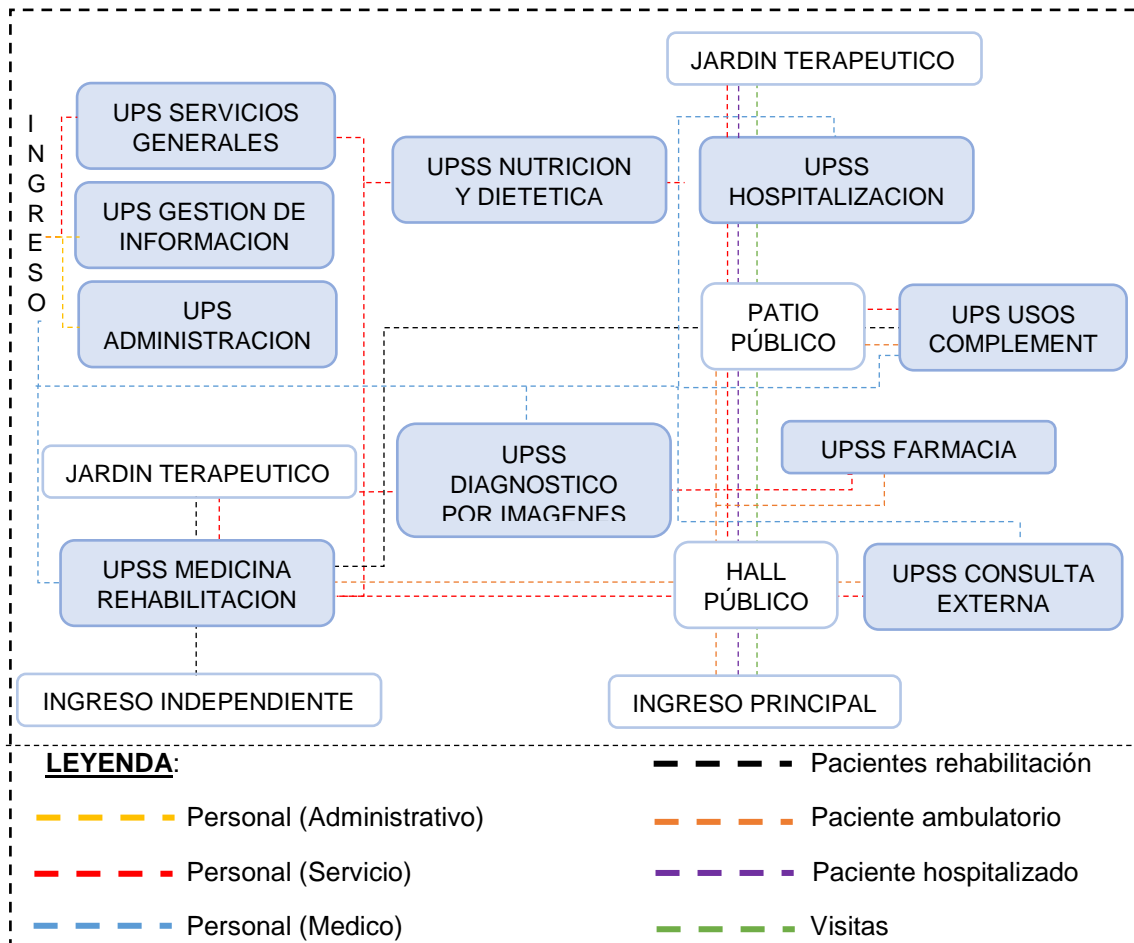 JARDIN TERAPEUTICO
INGRESO
UPS SERVICIOS
GENERALES
UPSS NUTRICION
Y DIETETICA
UPSS
HOSPITALIZACION
UPS GESTION DE
INFORMACION
UPS
ADMINISTRACION
PATIO
PÚBLICO
UPS USOS
COMPLEMENT
JARDIN TERAPEUTICO
UPSS
DIAGNOSTICO
POR IMAGENES
UPSS FARMACIA
UPSS MEDICINA
REHABILITACION
HALL
PÚBLICO
UPSS CONSULTA
EXTERNA
INGRESO INDEPENDIENTE
INGRESO PRINCIPAL
LEYENDA:
Personal (Administrativo)
Personal (Servicio)
Personal (Medico)
Pacientes rehabilitación
Paciente ambulatorio
Paciente hospitalizado
Visitas